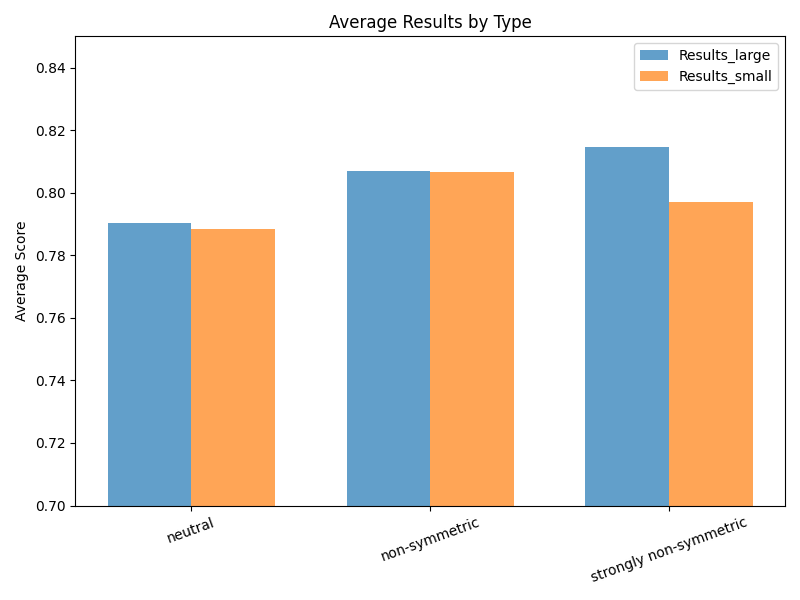 Average Results by Type
Results_large
Results_small
Average Score
0.84
0.82
0.80
0.78
0.76
0.74
0.72
0.70
neutral
non-symmetric
strongly non-symmetric